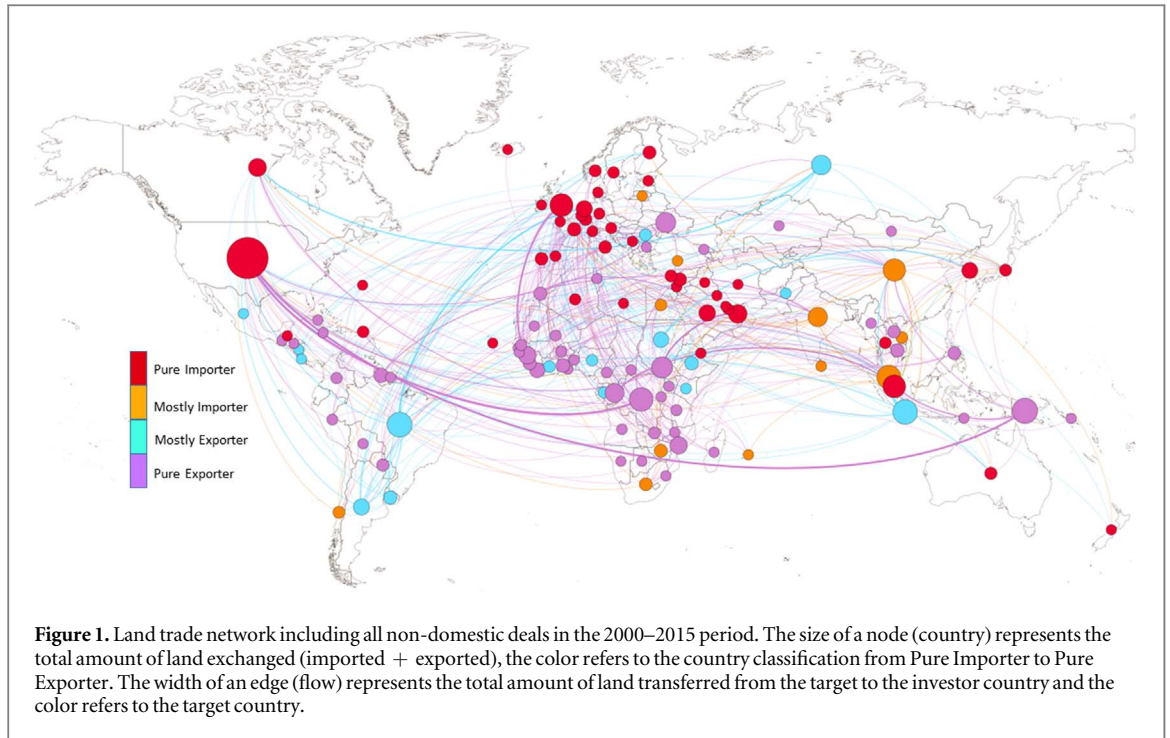 Pure Importer
Mostly Importer
Mostly Exporter
Pure Exporter
Figure 1. Land trade network including all non-domestic deals in the 2000–2015 period. The size of a node (country) represents the
total amount of land exchanged (imported + exported), the color refers to the country classification from Pure Importer to Pure
Exporter. The width of an edge (flow) represents the total amount of land transferred from the target to the investor country and the
color refers to the target country.